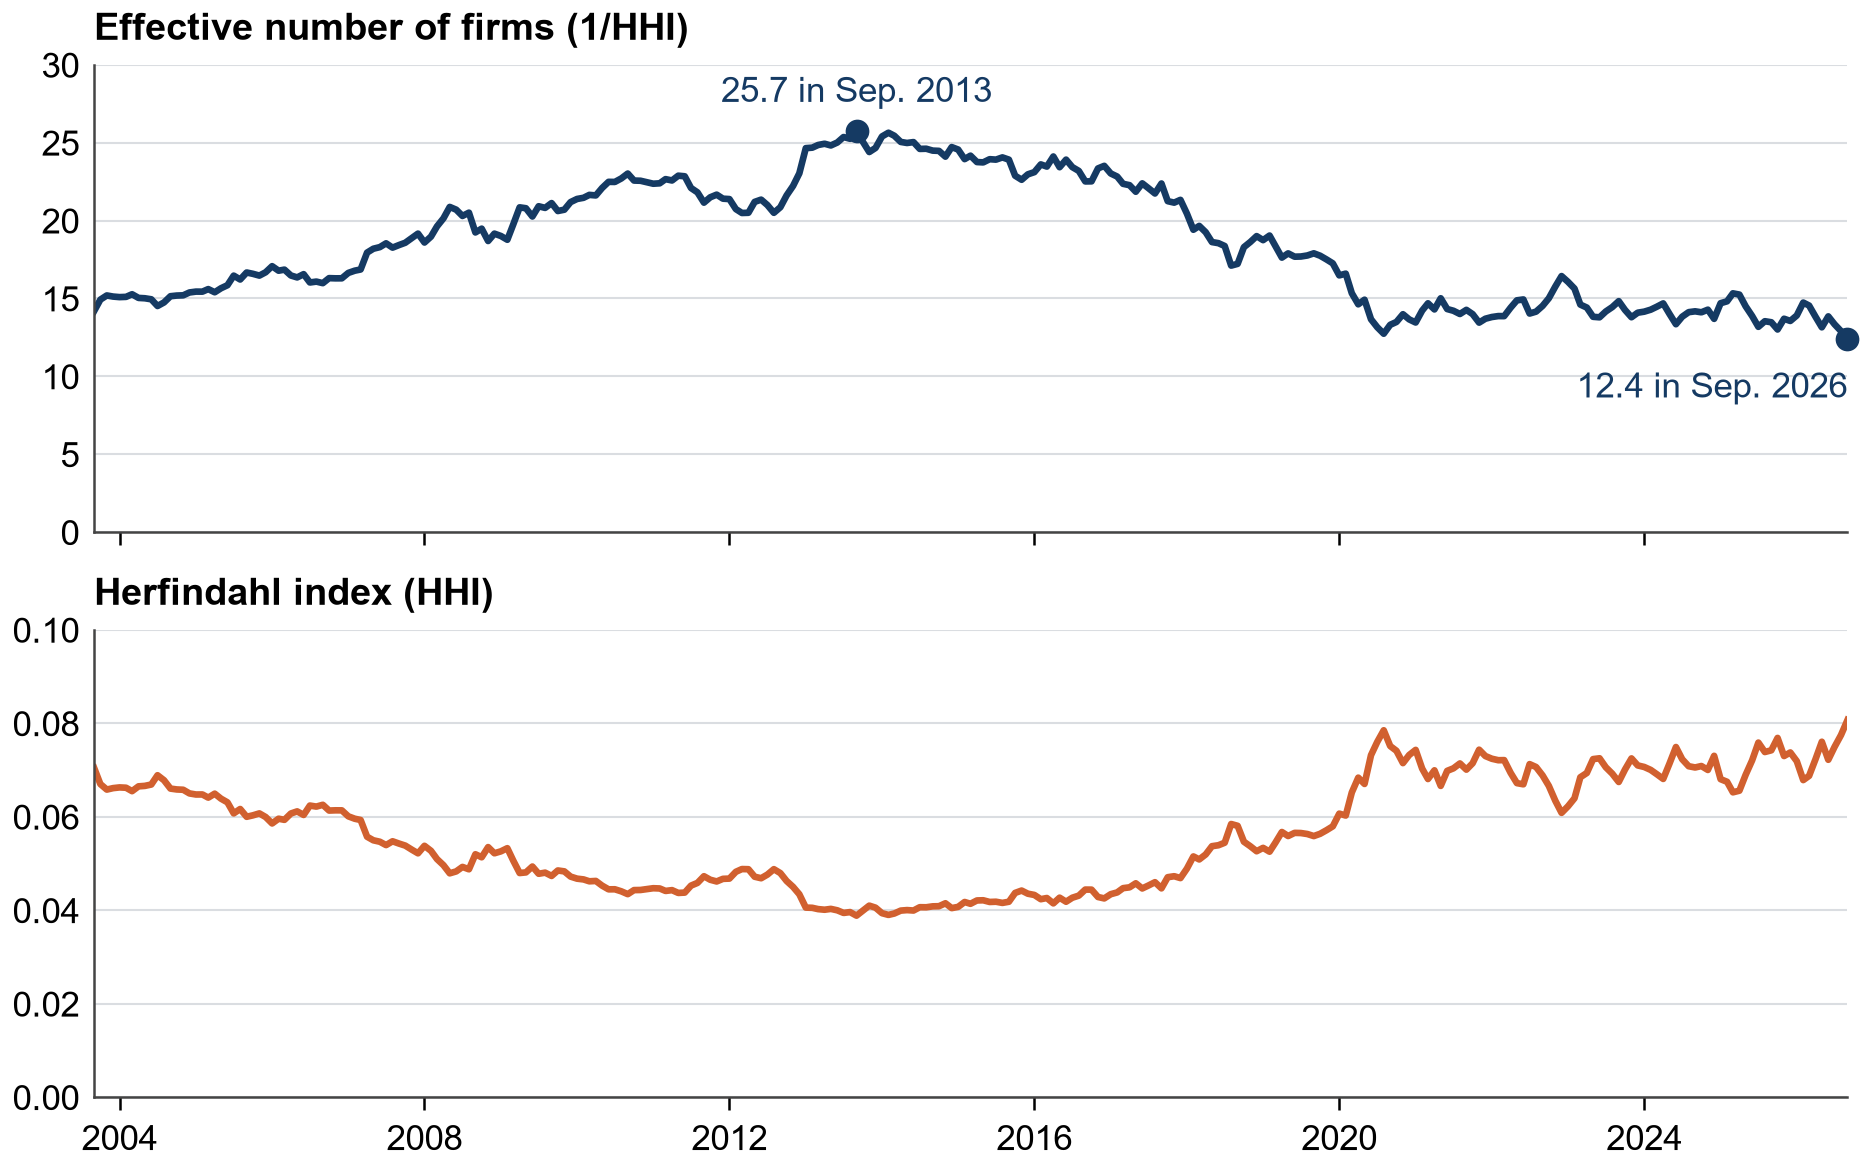 Effective number of firms (1/HHI)
30
25.7 in Sep. 2013
25
20
15
10
12.4 in Sep. 2026
5
0
Herfindahl index (HHI)
0.10
0.08
0.06
0.04
0.02
0.00
2004 2008 2012 2016 2020 2024